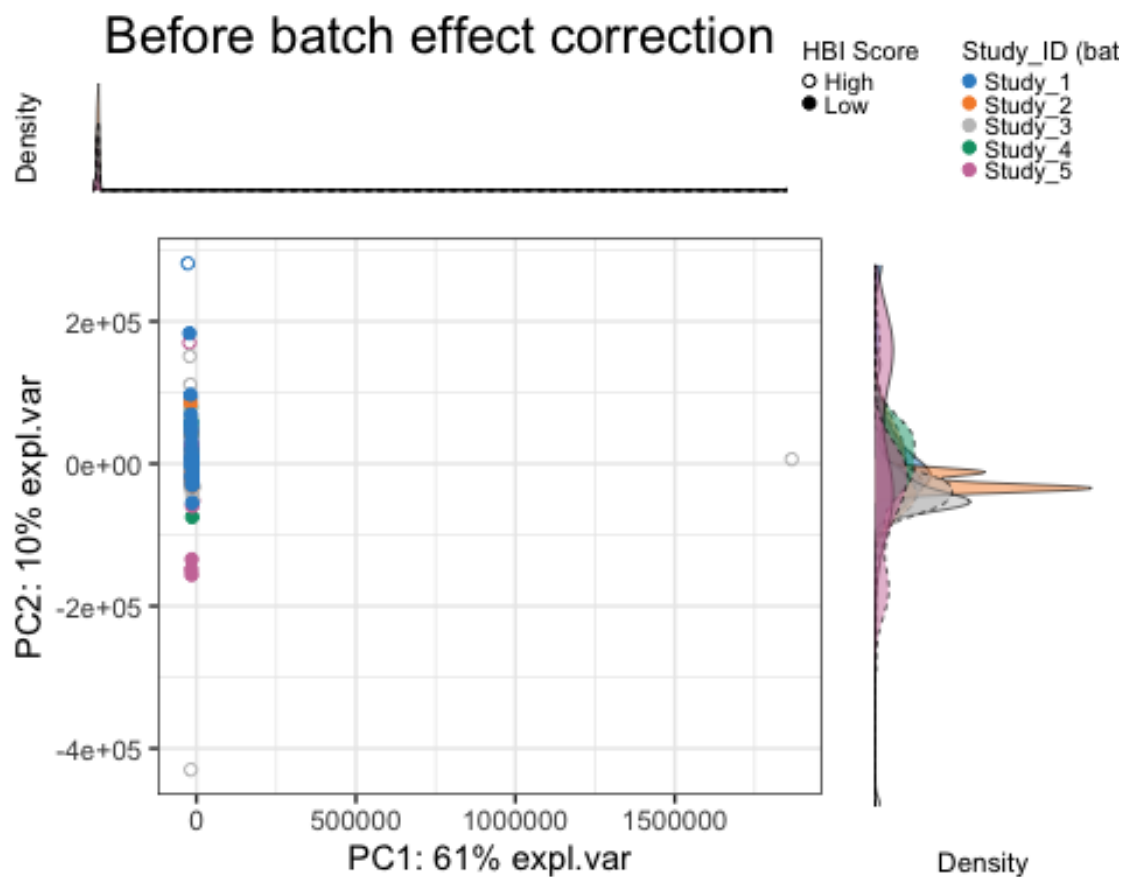 Before batch effect correction
HBI Score
High
Low
Study_ID (bat
Study_1
Study_2
Study_3
Study_4
Study_5
Density
2e+05
0e+00
-2e+05
-4e+05
PC2: 10% expl.var
0
500000
1000000
1500000
PC1: 61% expl.var
Density